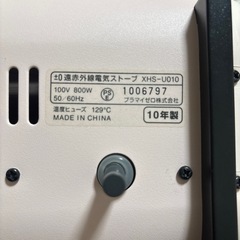 ±0遠赤外線電気ストーブ XHS-U010
100V 800W
50/60Hz
PS
E
1006797
プラマイゼロ株式会社
温度ヒューズ 129℃
MADE IN CHINA
10年製